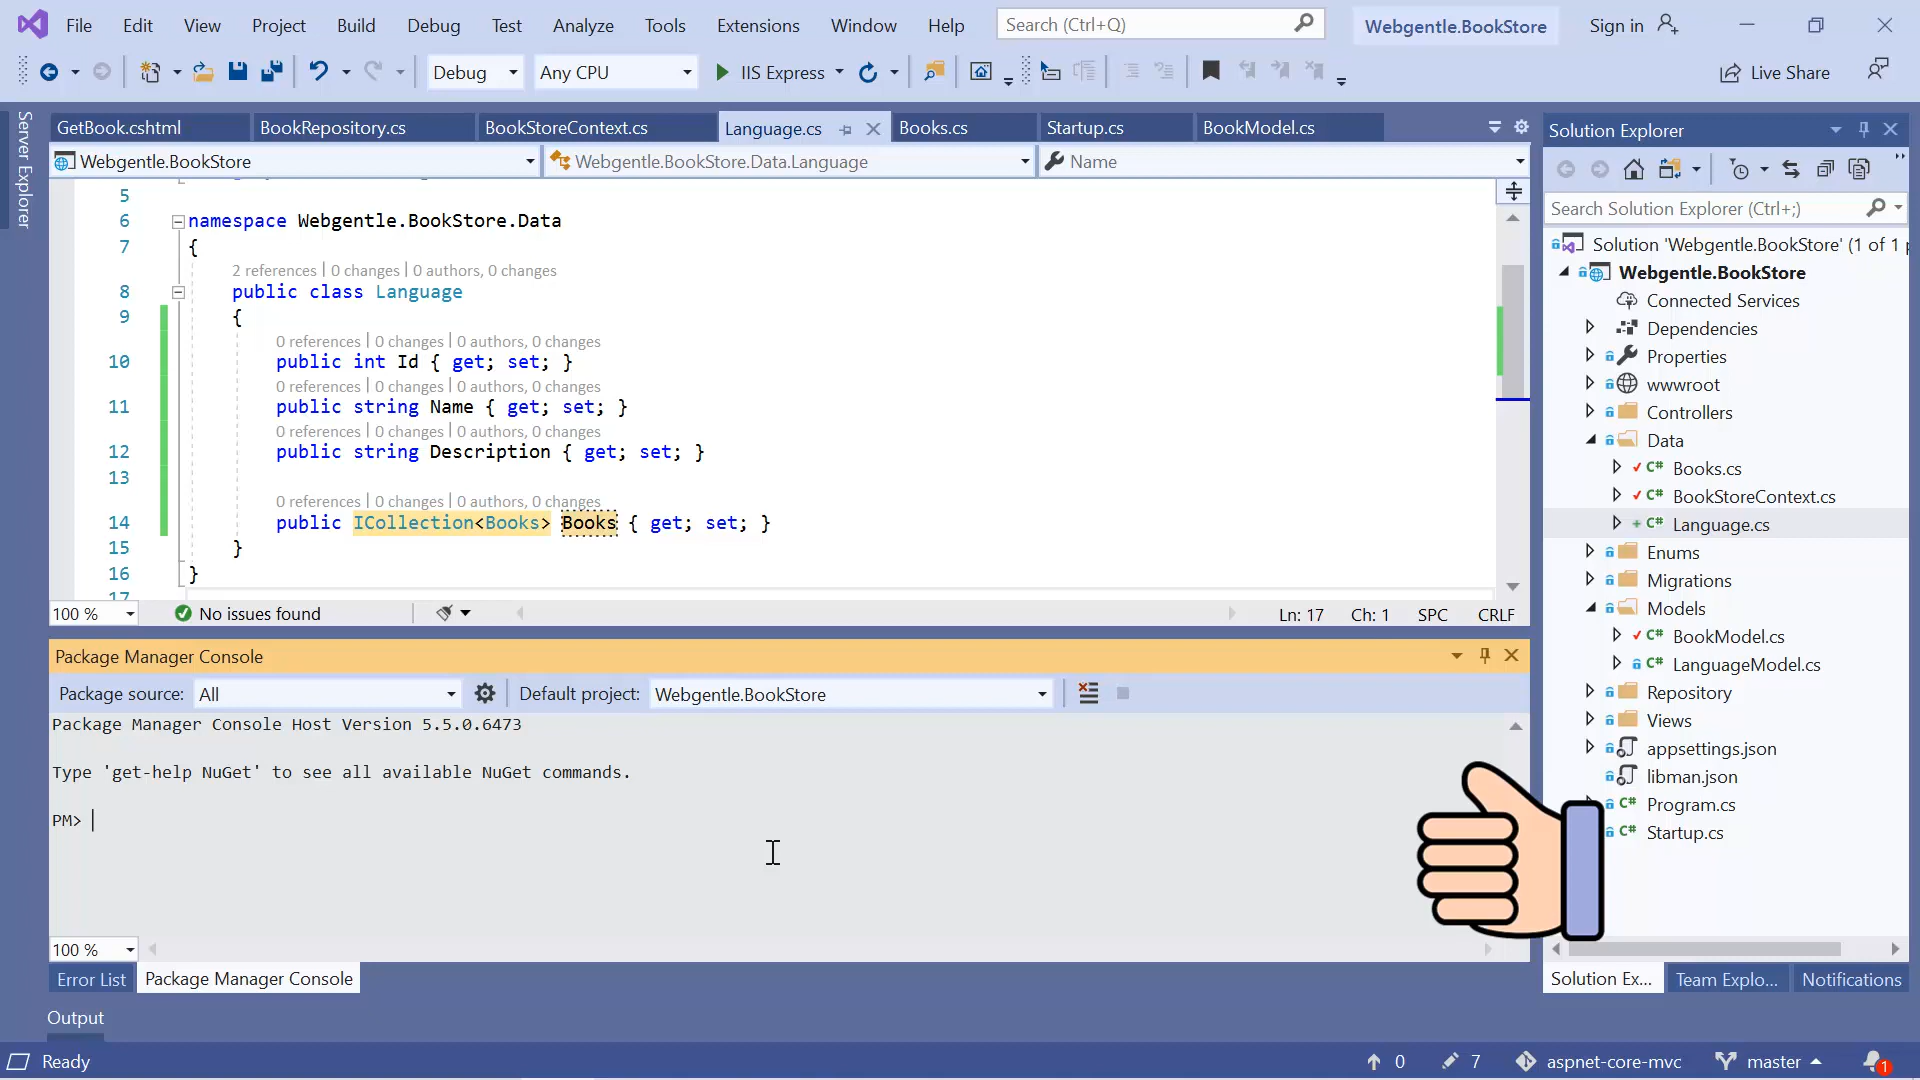 File Edit View Project Build Debug Test Analyze Tools Extensions Window Help Search (Ctrl+Q) Webgentle.BookStore Sign in
Debug Any CPU IIS Express Live Share
Server Explorer
GetBook.cshtml BookRepository.cs BookStoreContext.cs Language.cs Books.cs Startup.cs BookModel.cs
Webgentle.BookStore Webgentle.BookStore.Data.Language Name
5
6 namespace Webgentle.BookStore.Data
7 {
2 references | 0 changes | 0 authors, 0 changes
8 public class Language
9 {
0 references | 0 changes | 0 authors, 0 changes
10 public int Id { get; set; }
0 references | 0 changes | 0 authors, 0 changes
11 public string Name { get; set; }
0 references | 0 changes | 0 authors, 0 changes
12 public string Description { get; set; }
13
0 references | 0 changes | 0 authors, 0 changes
14 public ICollection<Books> Books { get; set; }
15 }
16 }
17
100 % No issues found Ln: 17 Ch: 1 SPC CRLF
Package Manager Console
Package source: All Default project: Webgentle.BookStore
Package Manager Console Host Version 5.5.0.6473
Type 'get-help NuGet' to see all available NuGet commands.
PM>
100 %
Error List Package Manager Console
Output
Solution Explorer
Search Solution Explorer (Ctrl+;)
Solution 'Webgentle.BookStore' (1 of 1
Webgentle.BookStore
Connected Services
Dependencies
Properties
wwwroot
Controllers
Data
C# Books.cs
C# BookStoreContext.cs
C# Language.cs
Enums
Migrations
Models
C# BookModel.cs
C# LanguageModel.cs
Repository
Views
appsettings.json
libman.json
C# Program.cs
C# Startup.cs
Solution Ex... Team Explo... Notifications
Ready 0 7 aspnet-core-mvc master 1